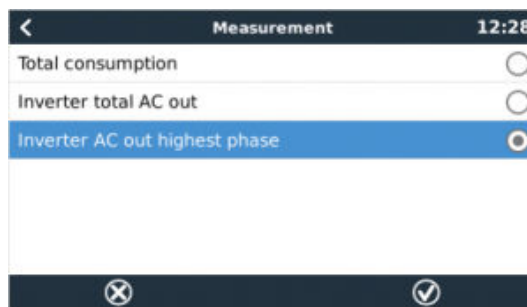 Measurement 12:28
Total consumption
Inverter total AC out
Inverter AC out highest phase